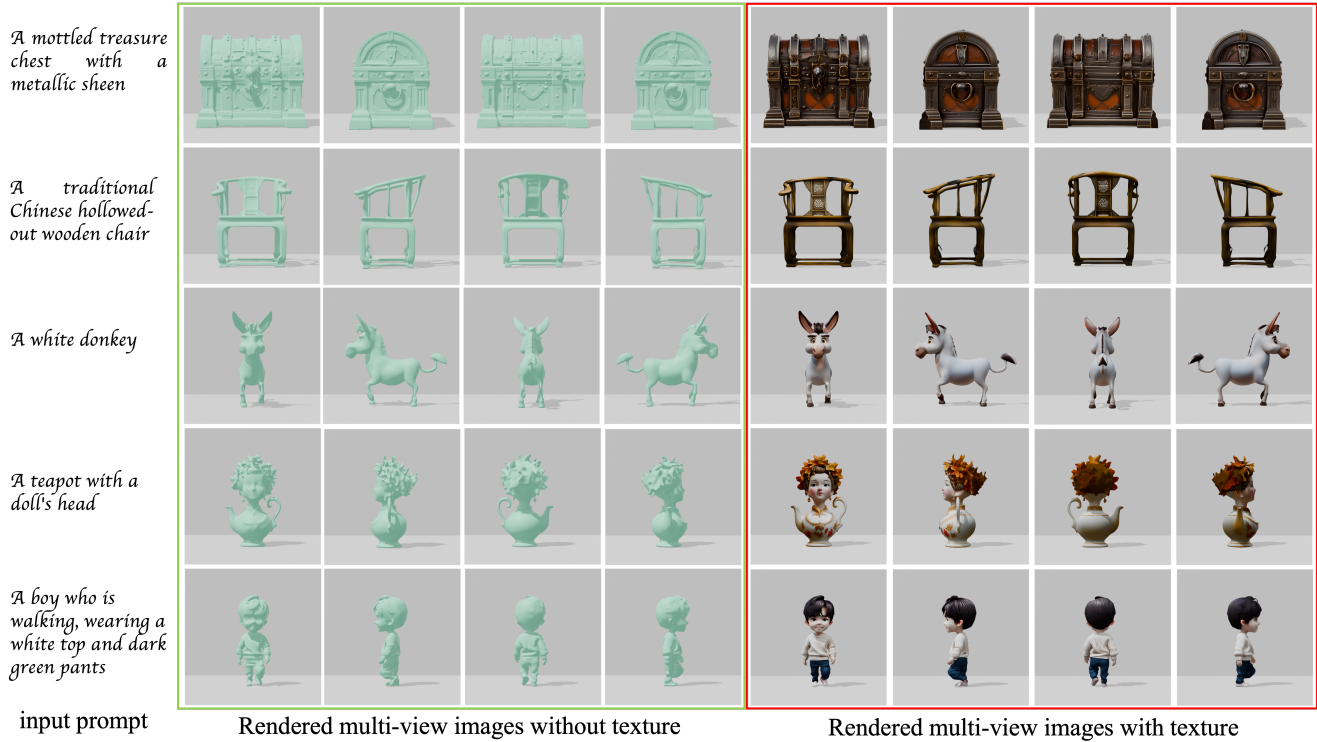 A mottled treasure
chest with a
metallic sheen
A traditional
Chinese hollowed-
out wooden chair
A white donkey
A teapot with a
doll's head
A boy who is
walking, wearing a
white top and dark
green pants
input prompt
Rendered multi-view images without texture
Rendered multi-view images with texture